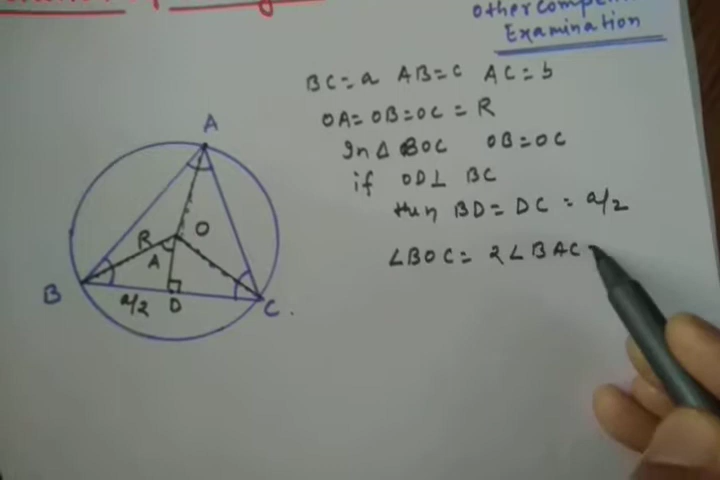 Other
Examination
BC = a AB = c AC = b
OA = OB = OC = R
In Δ BOC OB = OC
if OD ⊥ BC
then BD = DC = a/2
∠BOC = 2∠BAC =
A
R O
A
B a/2 D C.